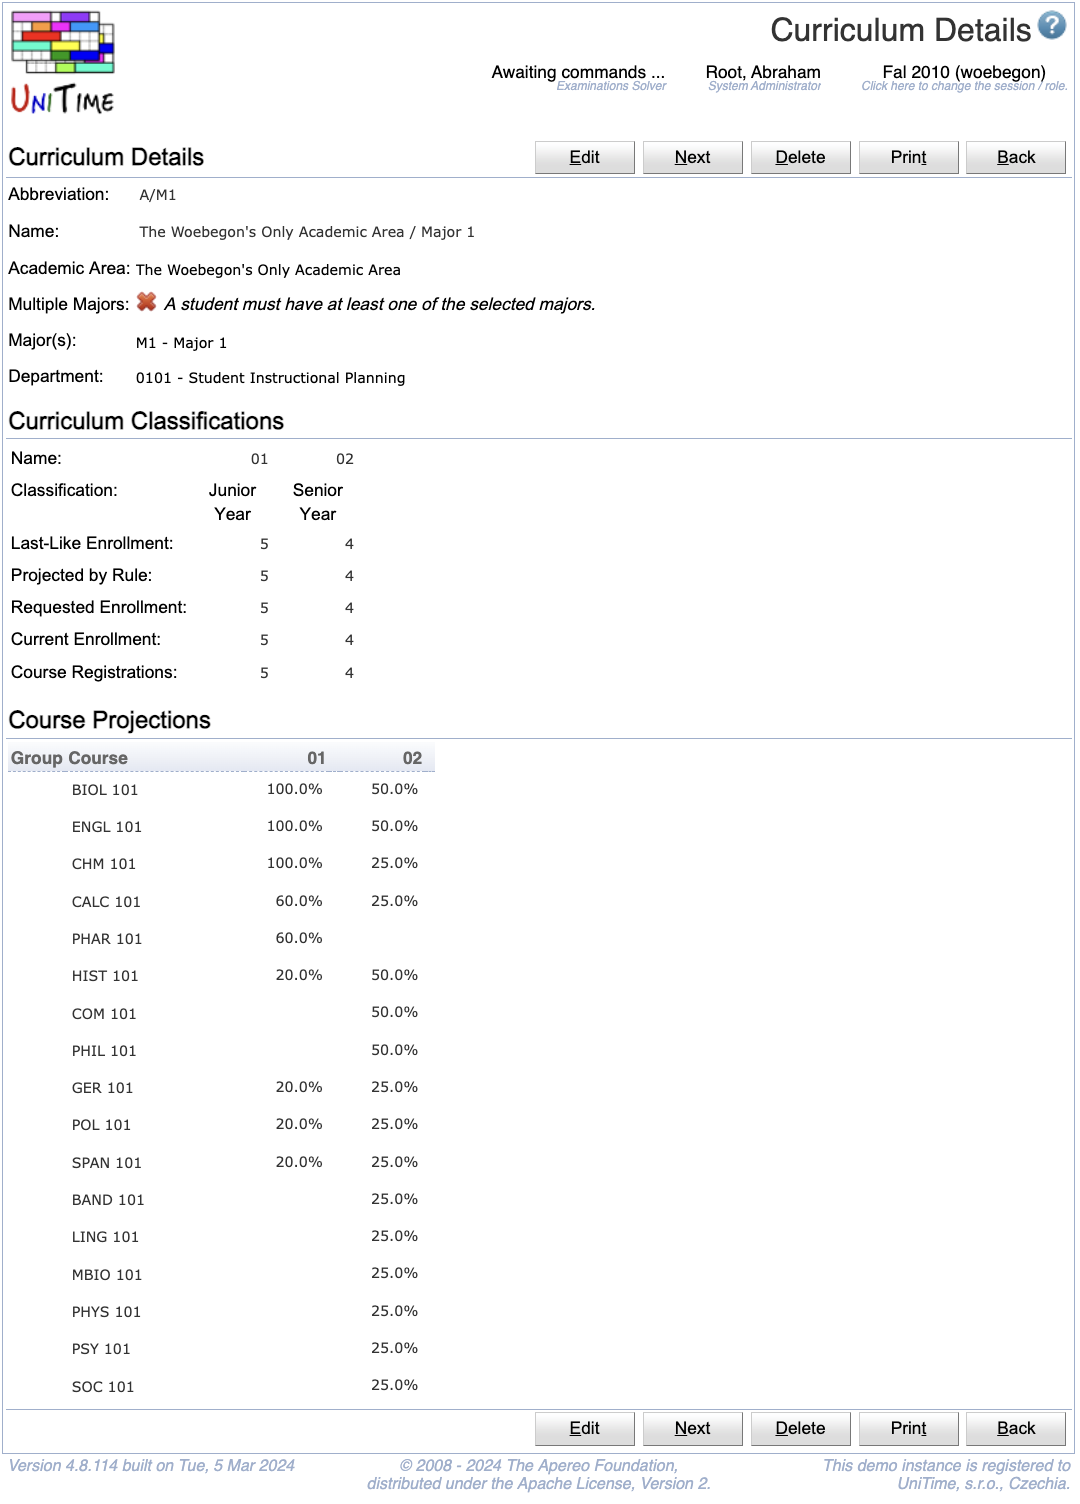 Curriculum Details ?
UNITIME
Awaiting commands ... Root, Abraham Fal 2010 (woebegon)
Examinations Solver System Administrator Click here to change the session / role.
Curriculum Details Edit Next Delete Print Back
Abbreviation: A/M1
Name: The Woebegon's Only Academic Area / Major 1
Academic Area: The Woebegon's Only Academic Area
Multiple Majors: A student must have at least one of the selected majors.
Major(s): M1 - Major 1
Department: 0101 - Student Instructional Planning
Curriculum Classifications
Name: 01 02
Classification: Junior Year Senior Year
Last-Like Enrollment: 5 4
Projected by Rule: 5 4
Requested Enrollment: 5 4
Current Enrollment: 5 4
Course Registrations: 5 4
Course Projections
Group Course 01 02
BIOL 101 100.0% 50.0%
ENGL 101 100.0% 50.0%
CHM 101 100.0% 25.0%
CALC 101 60.0% 25.0%
PHAR 101 60.0%
HIST 101 20.0% 50.0%
COM 101 50.0%
PHIL 101 50.0%
GER 101 20.0% 25.0%
POL 101 20.0% 25.0%
SPAN 101 20.0% 25.0%
BAND 101 25.0%
LING 101 25.0%
MBIO 101 25.0%
PHYS 101 25.0%
PSY 101 25.0%
SOC 101 25.0%
Edit Next Delete Print Back
Version 4.8.114 built on Tue, 5 Mar 2024 © 2008 - 2024 The Apereo Foundation, This demo instance is registered to
distributed under the Apache License, Version 2. UniTime, s.r.o., Czechia.